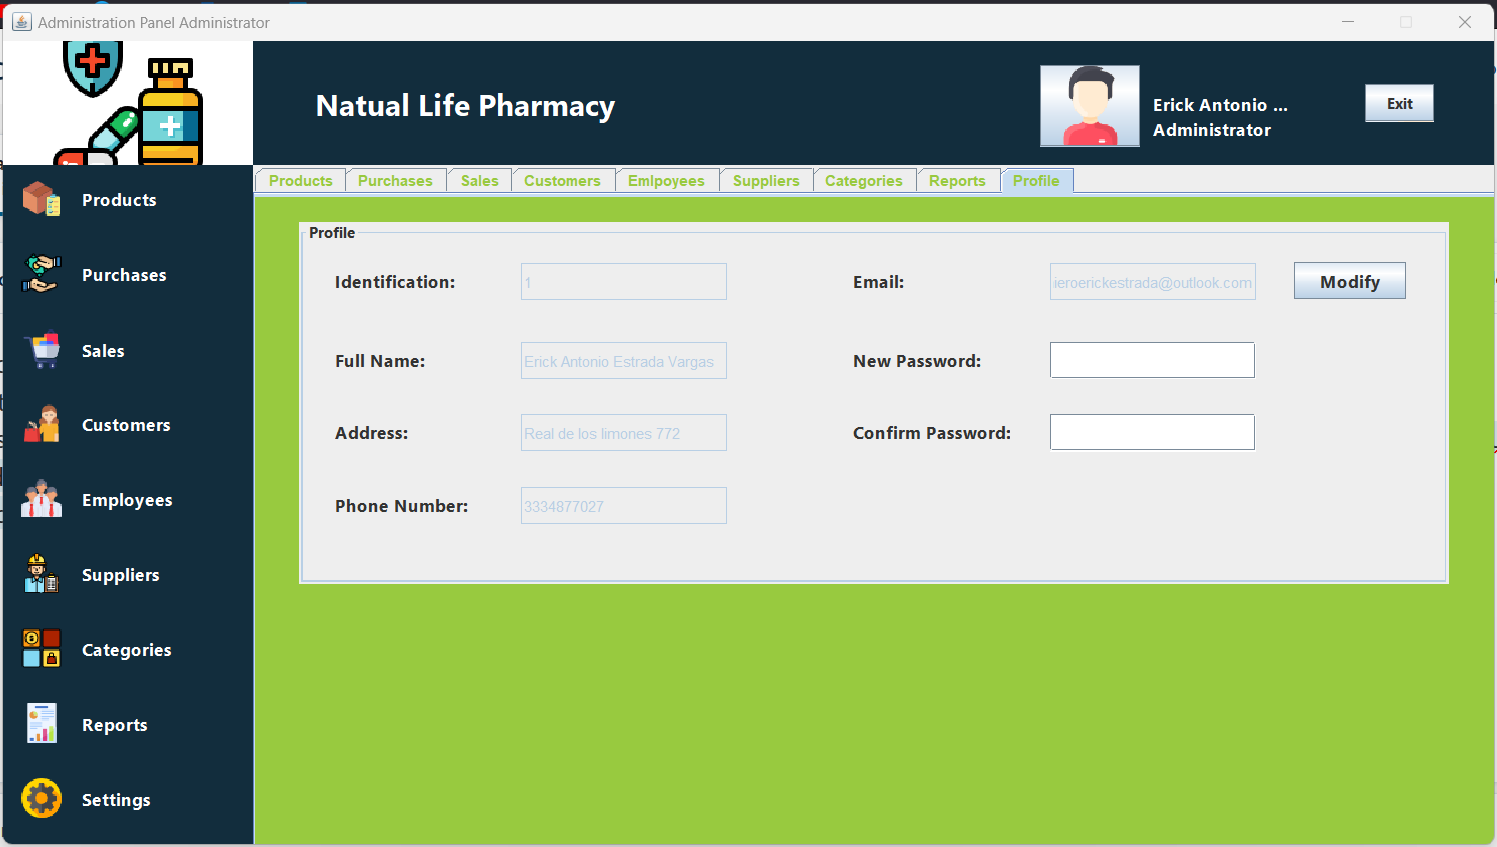 Administration Panel Administrator
Natual Life Pharmacy
Erick Antonio ...
Administrator
Exit
Products Purchases Sales Customers Emlpoyees Suppliers Categories Reports Profile
Products
Purchases
Sales
Customers
Employees
Suppliers
Categories
Reports
Settings
Profile
Identification: 1 Email: ieroerickestrada@outlook.com Modify
Full Name: Erick Antonio Estrada Vargas New Password:
Address: Real de los limones 772 Confirm Password:
Phone Number: 3334877027